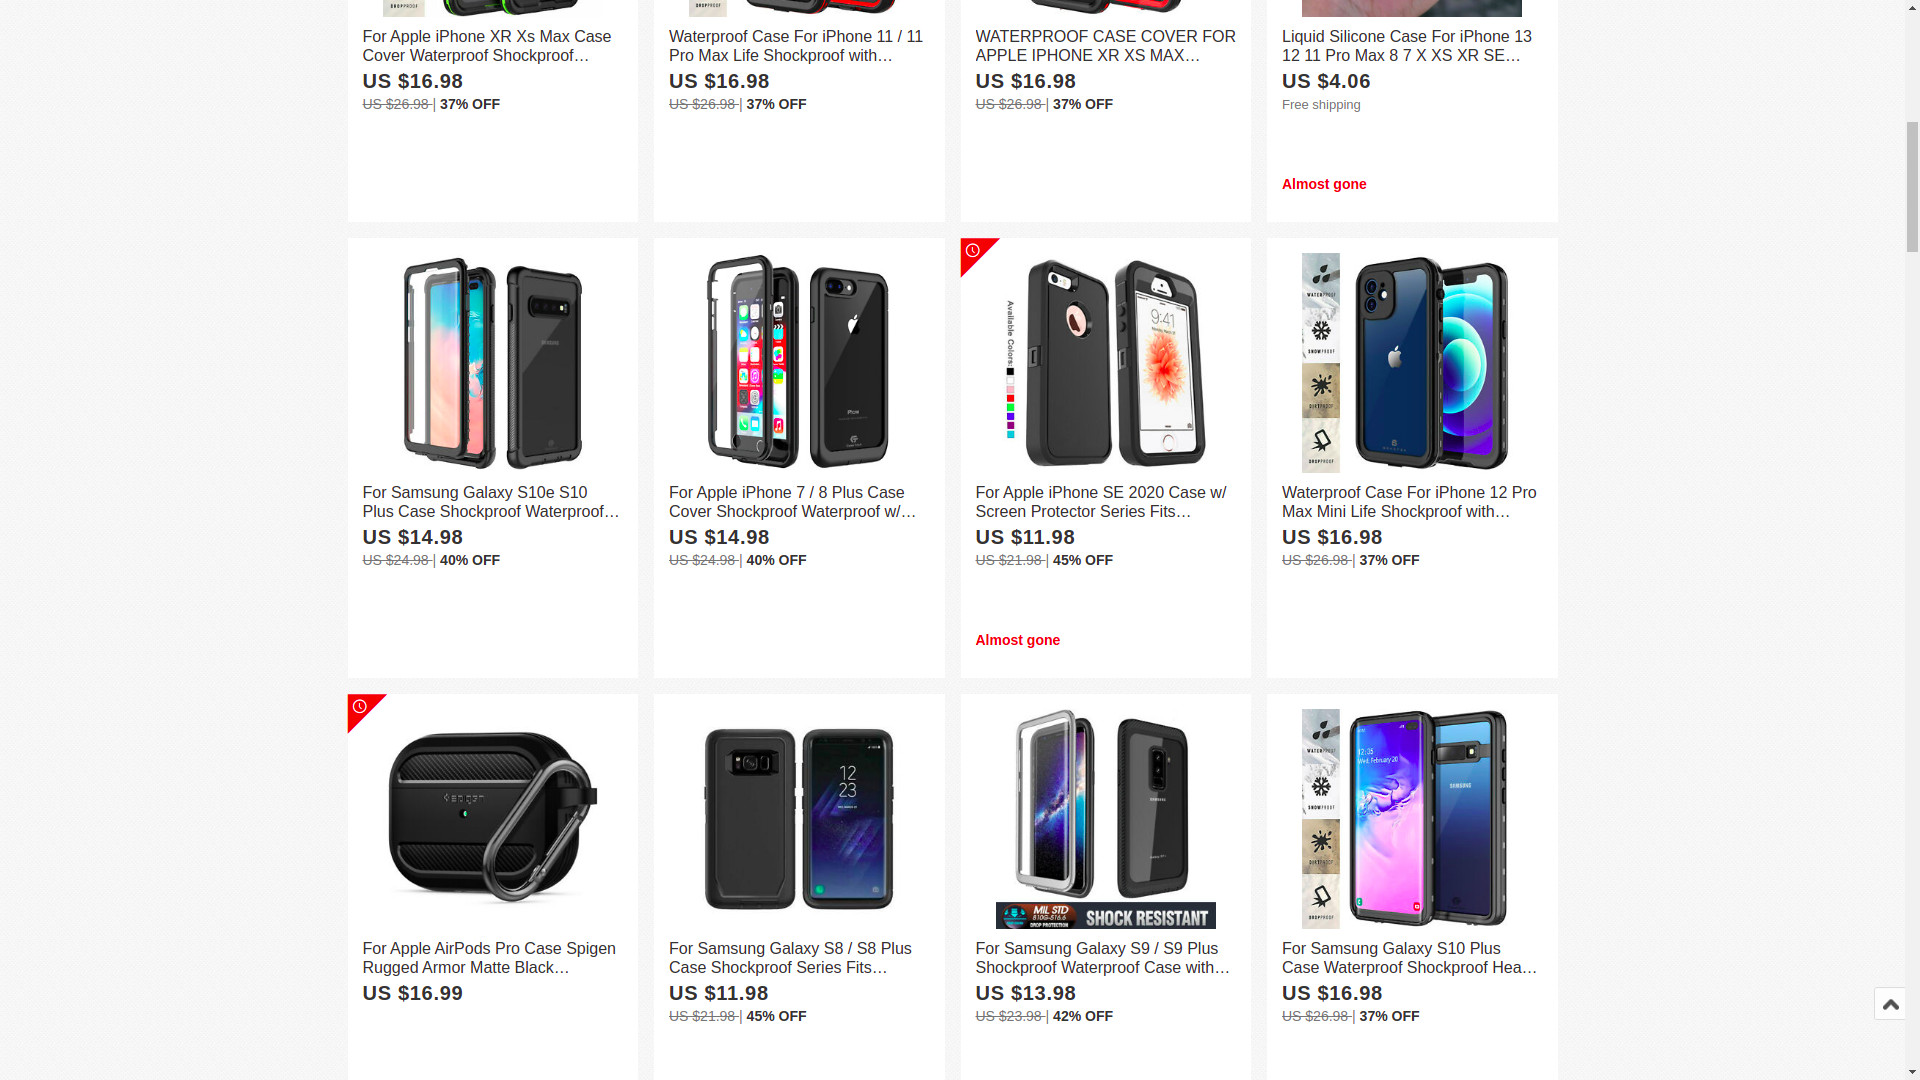 DROPPROOF
DROPPROOF
For Apple iPhone XR Xs Max Case
Cover Waterproof Shockproof…
US $16.98
US $26.98 | 37% OFF
Waterproof Case For iPhone 11 / 11
Pro Max Life Shockproof with…
US $16.98
US $26.98 | 37% OFF
WATERPROOF CASE COVER FOR
APPLE IPHONE XR XS MAX…
US $16.98
US $26.98 | 37% OFF
Liquid Silicone Case For iPhone 13
12 11 Pro Max 8 7 X XS XR SE…
US $4.06
Free shipping
Almost gone
SAMSUNG
For Samsung Galaxy S10e S10
Plus Case Shockproof Waterproof…
US $14.98
US $24.98 | 40% OFF
iPhone
For Apple iPhone 7 / 8 Plus Case
Cover Shockproof Waterproof w/…
US $14.98
US $24.98 | 40% OFF
Available Colors:
9:41
For Apple iPhone SE 2020 Case w/
Screen Protector Series Fits…
US $11.98
US $21.98 | 45% OFF
Almost gone
WATERPROOF
SNOWPROOF
DIRTPROOF
DROPPROOF
Waterproof Case For iPhone 12 Pro
Max Mini Life Shockproof with…
US $16.98
US $26.98 | 37% OFF
spigen
For Apple AirPods Pro Case Spigen
Rugged Armor Matte Black…
US $16.99
12
23
For Samsung Galaxy S8 / S8 Plus
Case Shockproof Series Fits…
US $11.98
US $21.98 | 45% OFF
SAMSUNG
MIL STD
810G-516.6
DROP PROTECTION
SHOCK RESISTANT
For Samsung Galaxy S9 / S9 Plus
Shockproof Waterproof Case with…
US $13.98
US $23.98 | 42% OFF
WATERPROOF
SNOWPROOF
DIRTPROOF
DROPPROOF
12:35
Wed, February 20
SAMSUNG
For Samsung Galaxy S10 Plus
Case Waterproof Shockproof Hea…
US $16.98
US $26.98 | 37% OFF